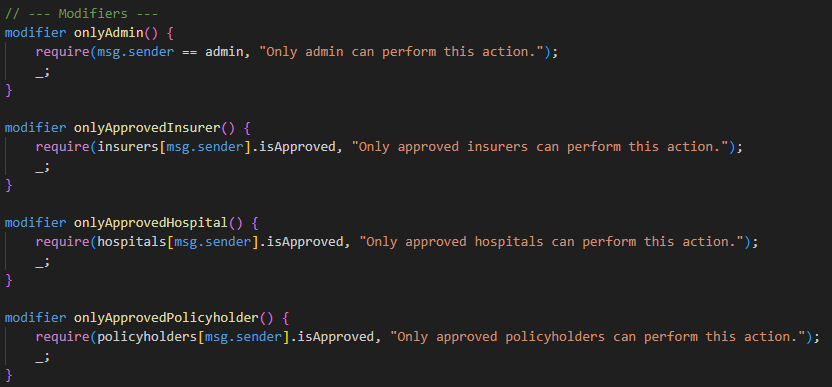 // --- Modifiers ---
modifier onlyAdmin() {
require(msg.sender == admin, "Only admin can perform this action.");
_;
}
modifier onlyApprovedInsurer() {
require(insurers[msg.sender].isApproved, "Only approved insurers can perform this action.");
_;
}
modifier onlyApprovedHospital() {
require(hospitals[msg.sender].isApproved, "Only approved hospitals can perform this action.");
_;
}
modifier onlyApprovedPolicyholder() {
require(policyholders[msg.sender].isApproved, "Only approved policyholders can perform this action.");
_;
}